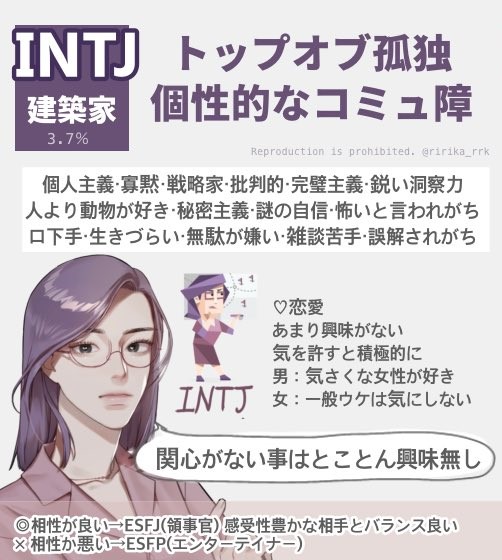 INTJ
建築家
3.7%
トップオブ孤独
個性的なコミュ障
Reproduction is prohibited. @ririka_rrk
個人主義·寡黙·戦略家·批判的·完璧主義·鋭い洞察力
人より動物が好き·秘密主義·謎の自信·怖いと言われがち
口下手·生きづらい·無駄が嫌い·雑談苦手·誤解されがち
INTJ
♡恋愛
あまり興味がない
気を許すと積極的に
男：気さくな女性が好き
女：一般ウケは気にしない
関心がない事はとことん興味無し
◎相性が良い→ESFJ(領事官) 感受性豊かな相手とバランス良い
× 相性か悪い→ESFP(エンターテイナー)